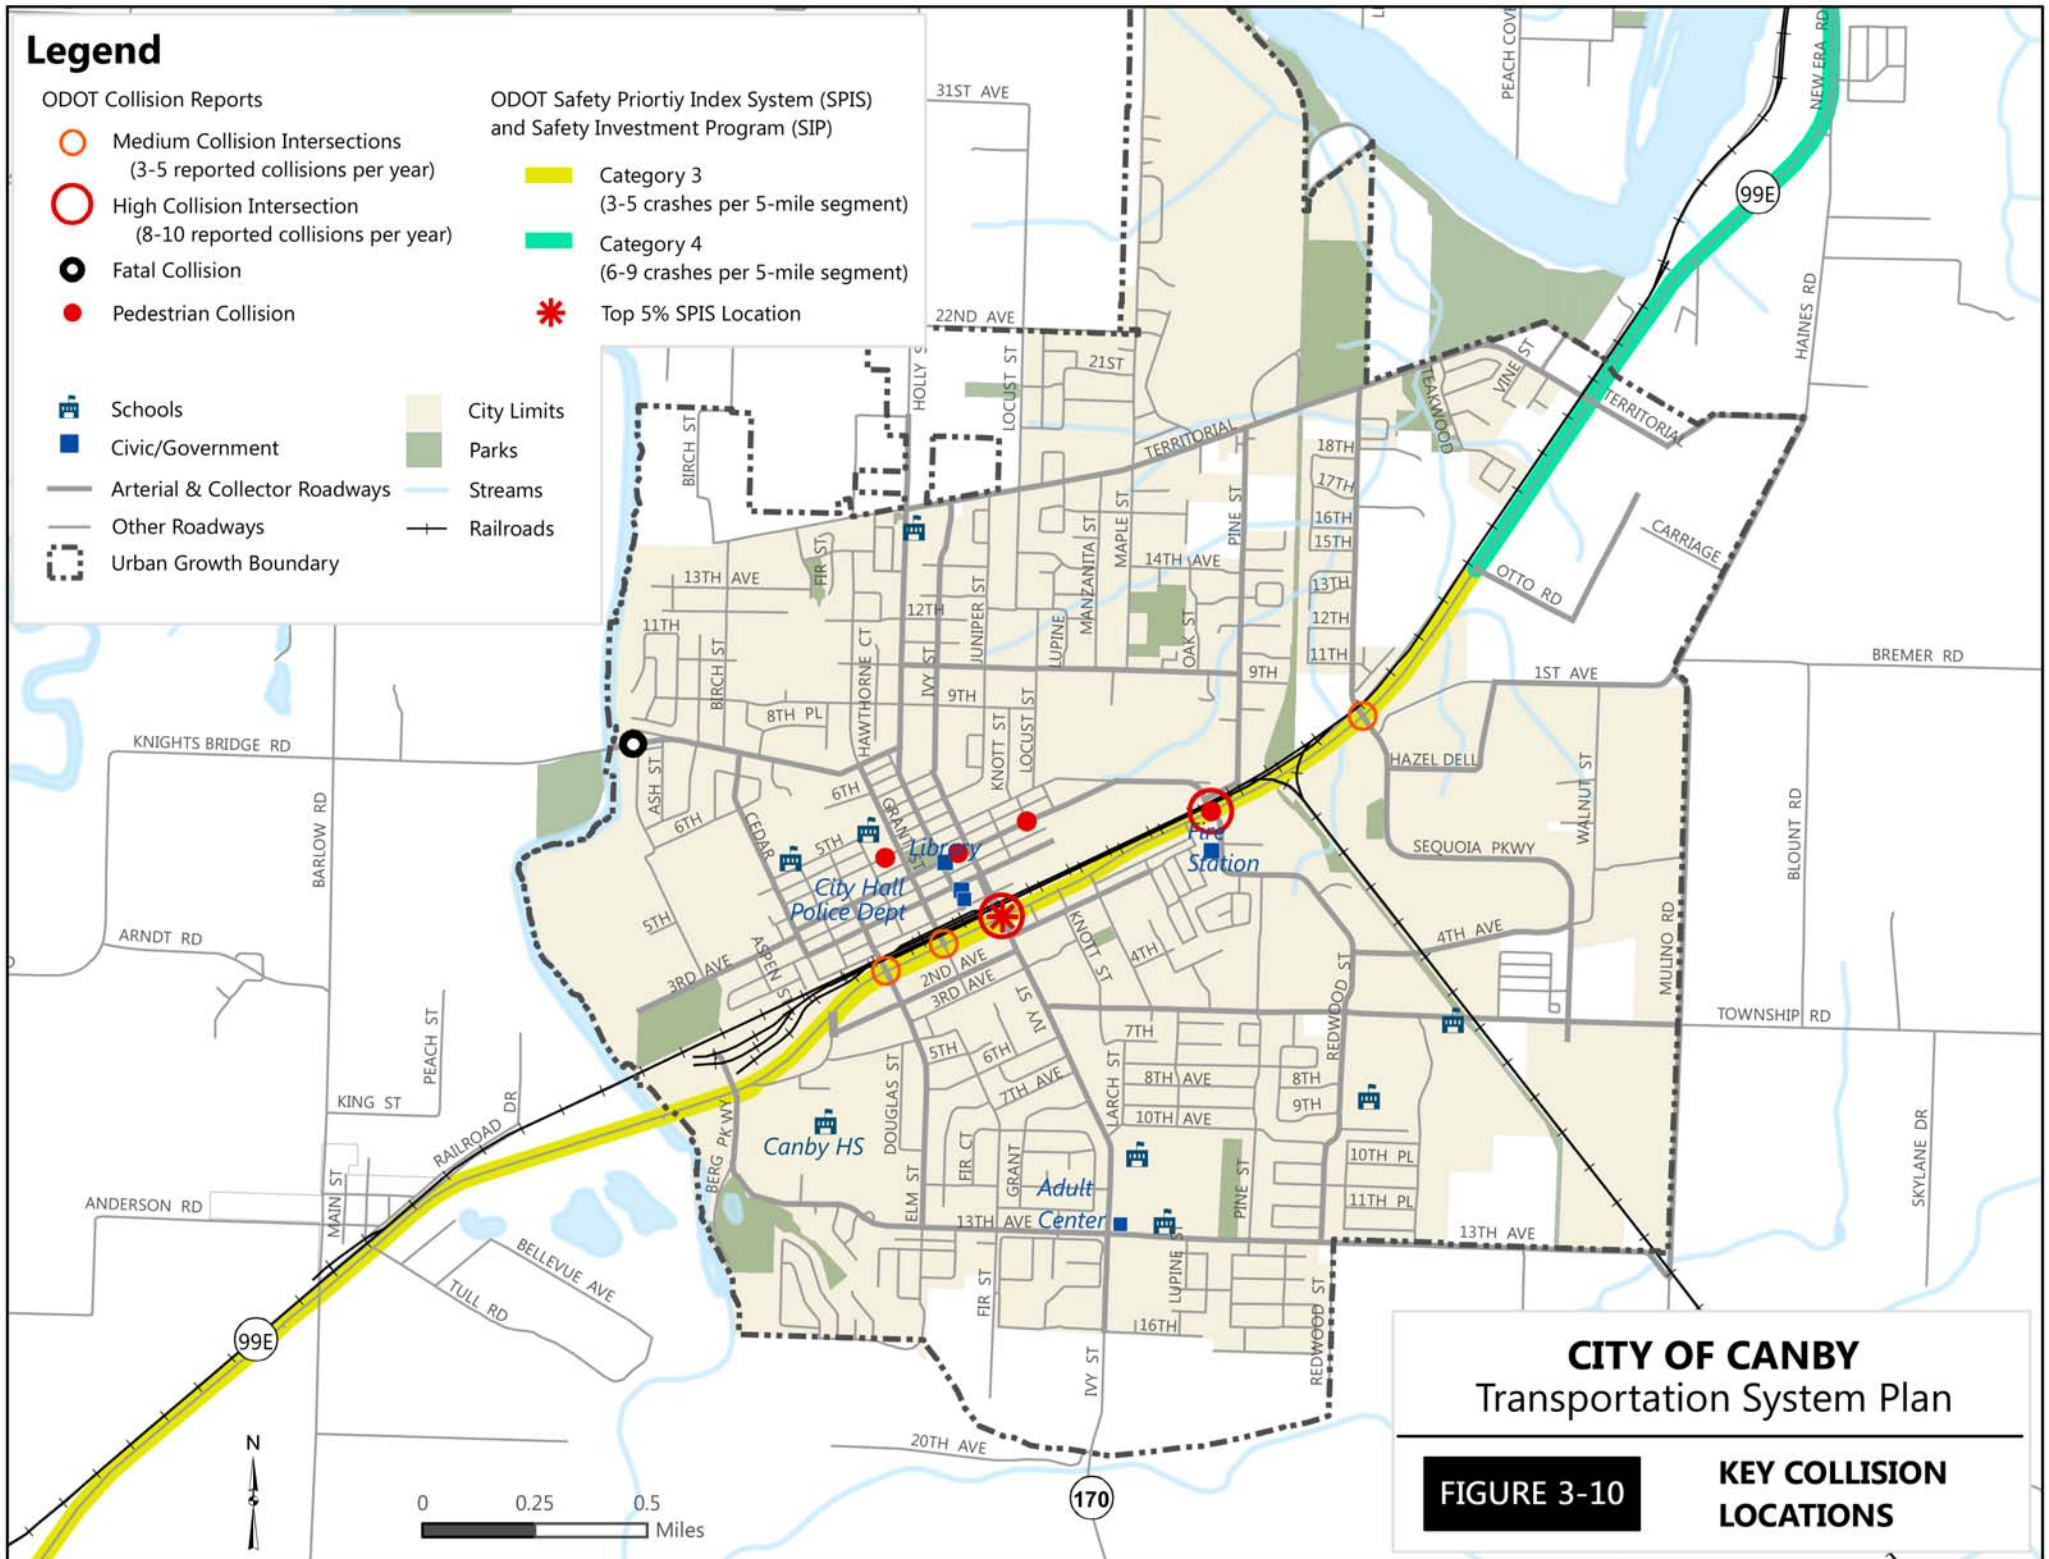 Legend
ODOT Collision Reports
Medium Collision Intersections
(3-5 reported collisions per year)
High Collision Intersection
(8-10 reported collisions per year)
Fatal Collision
Pedestrian Collision
ODOT Safety Priortiy Index System (SPIS)
and Safety Investment Program (SIP)
Category 3
(3-5 crashes per 5-mile segment)
Category 4
(6-9 crashes per 5-mile segment)
Top 5% SPIS Location
Schools
Civic/Government
Arterial & Collector Roadways
Other Roadways
Urban Growth Boundary
City Limits
Parks
Streams
Railroads
31ST AVE
PEACH COV
NEW ERA RD
99E
22ND AVE
HOLLY S
LOCUST ST
21ST
HAINES RD
VINE ST
TEAKWOOD
TERRITORIAL
TERRITORIAL
BIRCH ST
18TH
17TH
16TH
15TH
13TH
12TH
11TH
PINE ST
MAPLE ST
MANZANITA ST
14TH AVE
CARRIAGE
OTTO RD
FIR ST
13TH AVE
12TH
JUNIPER ST
LUPINE
OAK ST
11TH
BIRCH ST
HAWTHORNE CT
IVY ST
9TH
9TH
1ST AVE
BREMER RD
8TH PL
KNOTT ST
LOCUST ST
KNIGHTS BRIDGE RD
HAZEL DELL
ASH ST
6TH
GRANT ST
BARLOW RD
6TH
CEDAR
5TH
Library
Fire
Station
SEQUOIA PKWY
WALNUT ST
BLOUNT RD
City Hall
Police Dept
5TH
ARNDT RD
3RD AVE
ASPEN S
2ND AVE
3RD AVE
KNOTT ST
4TH
4TH AVE
MULINO RD
IVY ST
REDWOOD ST
TOWNSHIP RD
PEACH ST
5TH
6TH
7TH AVE
7TH
8TH AVE
10TH AVE
8TH
9TH
KING ST
RAILROAD DR
DOUGLAS ST
LARCH ST
BERG PKWY
Canby HS
FIR CT
GRANT
10TH PL
11TH PL
SKYLANE DR
ANDERSON RD
MAIN ST
ELM ST
Adult
Center
PINE ST
13TH AVE
13TH AVE
BELLEVUE AVE
TULL RD
FIR ST
LUPINE ST
REDWOOD ST
16TH
99E
IVY ST
20TH AVE
170
N
0 0.25 0.5
Miles
CITY OF CANBY
Transportation System Plan
FIGURE 3-10
KEY COLLISION
LOCATIONS